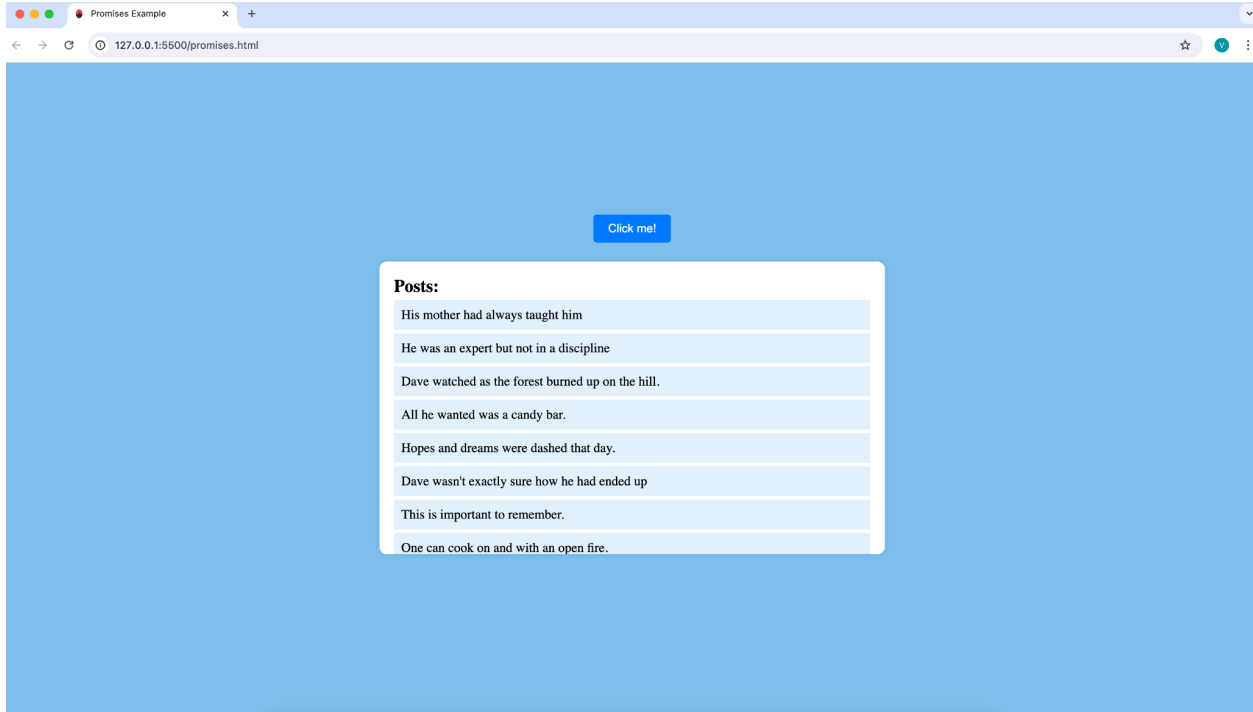 Promises Example
127.0.0.1:5500/promises.html
V
Click me!
Posts:
His mother had always taught him
He was an expert but not in a discipline
Dave watched as the forest burned up on the hill.
All he wanted was a candy bar.
Hopes and dreams were dashed that day.
Dave wasn't exactly sure how he had ended up
This is important to remember.
One can cook on and with an open fire.